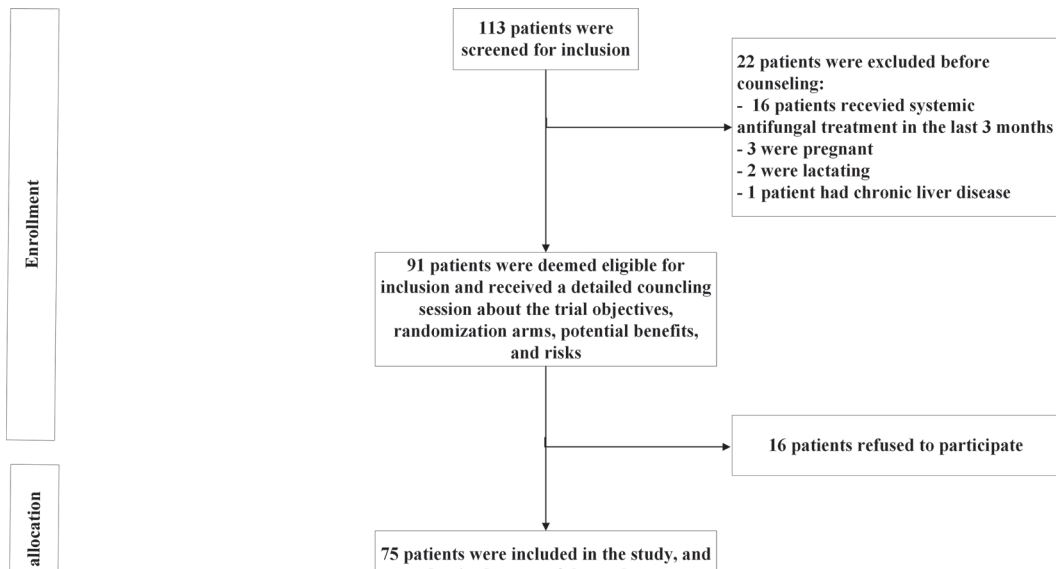 113 patients were
screened for inclusion
22 patients were excluded before
counseling:
- 16 patients recevied systemic
antifungal treatment in the last 3 months
- 3 were pregnant
- 2 were lactating
- 1 patient had chronic liver disease
Enrollment
91 patients were deemed eligible for
inclusion and received a detailed councling
session about the trial objectives,
randomization arms, potential benefits,
and risks
16 patients refused to participate
allocation
75 patients were included in the study, and